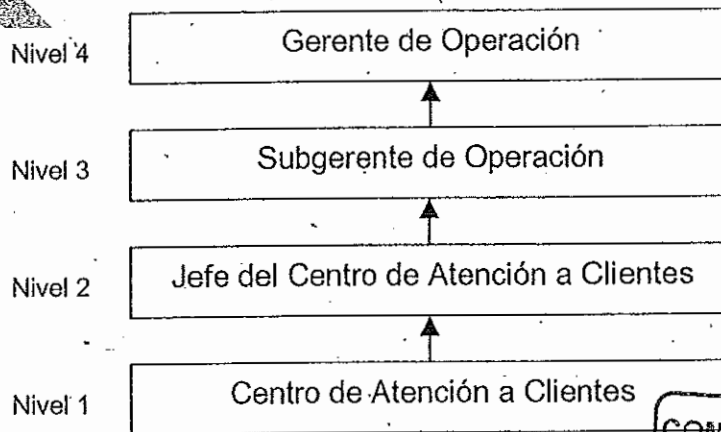 Nivel 4 Gerente de Operación
Nivel 3 Subgerente de Operación
Nivel 2 Jefe del Centro de Atención a Clientes
Nivel 1 Centro de Atención a Clientes